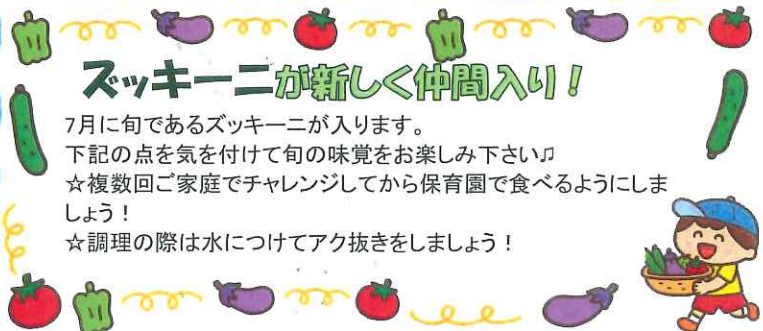 ズッキーニが新しく仲間入り！
7月に旬であるズッキーニが入ります。
下記の点を気を付けて旬の味覚をお楽しみ下さい♫
☆複数回ご家庭でチャレンジしてから保育園で食べるようにしま
しょう！
☆調理の際は水につけてアク抜きをしましょう！